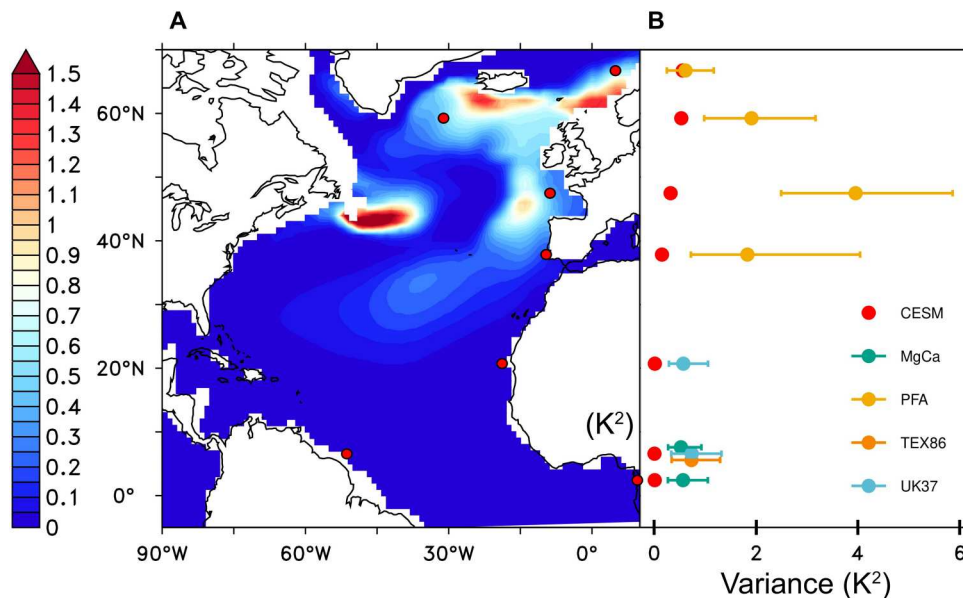 A
B
1.5
1.4
1.3
1.2
1.1
1
0.9
0.8
0.7
0.6
0.5
0.4
0.3
0.2
0.1
0
60°N
40°N
20°N
0°
90°W
60°W
30°W
0°
(K²)
CESM
MgCa
PFA
TEX86
UK37
0
2
4
6
Variance (K²)